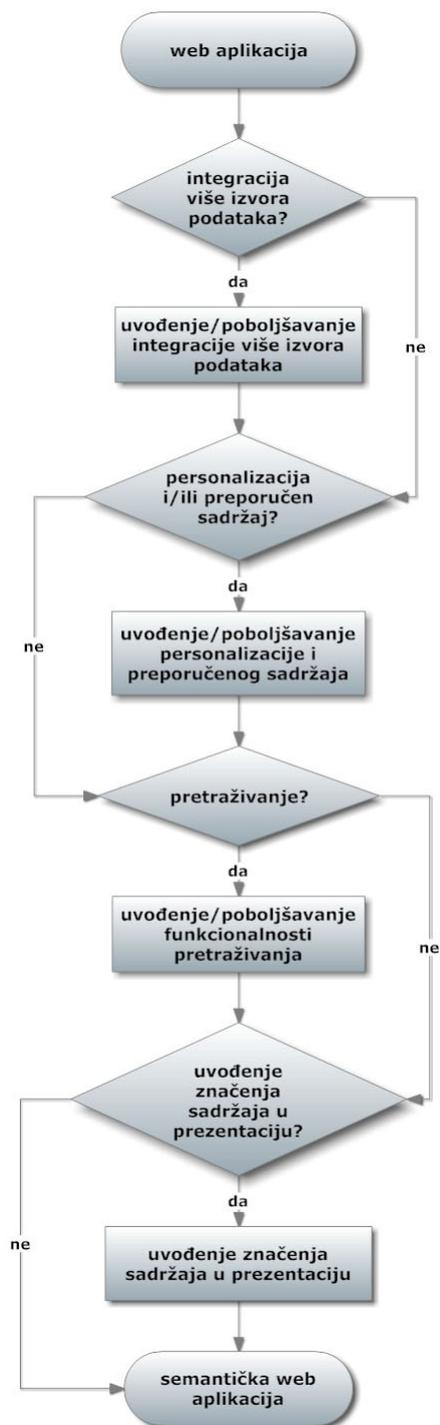 web aplikacija
integracija
više izvora
podataka?
da
ne
uvođenje/poboljšavanje
integracije više izvora
podataka
personalizacija
i/ili preporučen
sadržaj?
da
ne
uvođenje/poboljšavanje
personalizacije i
preporučenog sadržaja
pretraživanje?
da
ne
uvođenje/poboljšavanje
funkcionalnosti
pretraživanja
uvođenje
značenja
sadržaja u
prezentaciju?
da
ne
uvođenje značenja
sadržaja u prezentaciju
semantička web
aplikacija